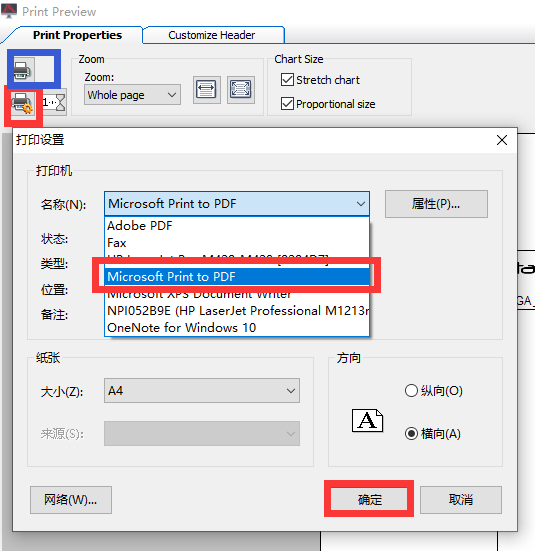 Print Preview
Print Properties
Customize Header
Zoom
Zoom:
Whole page
Chart Size
Stretch chart
Proportional size
1···
打印设置
打印机
名称(N):
Microsoft Print to PDF
属性(P)...
状态:
类型:
位置:
备注:
Adobe PDF
Fax
Microsoft Print to PDF
Microsoft XPS Document Writer
NPI052B9E (HP LaserJet Professional M1213r
OneNote for Windows 10
纸张
大小(Z):
A4
来源(S):
方向
A
纵向(O)
横向(A)
网络(W)...
确定
取消
GA_